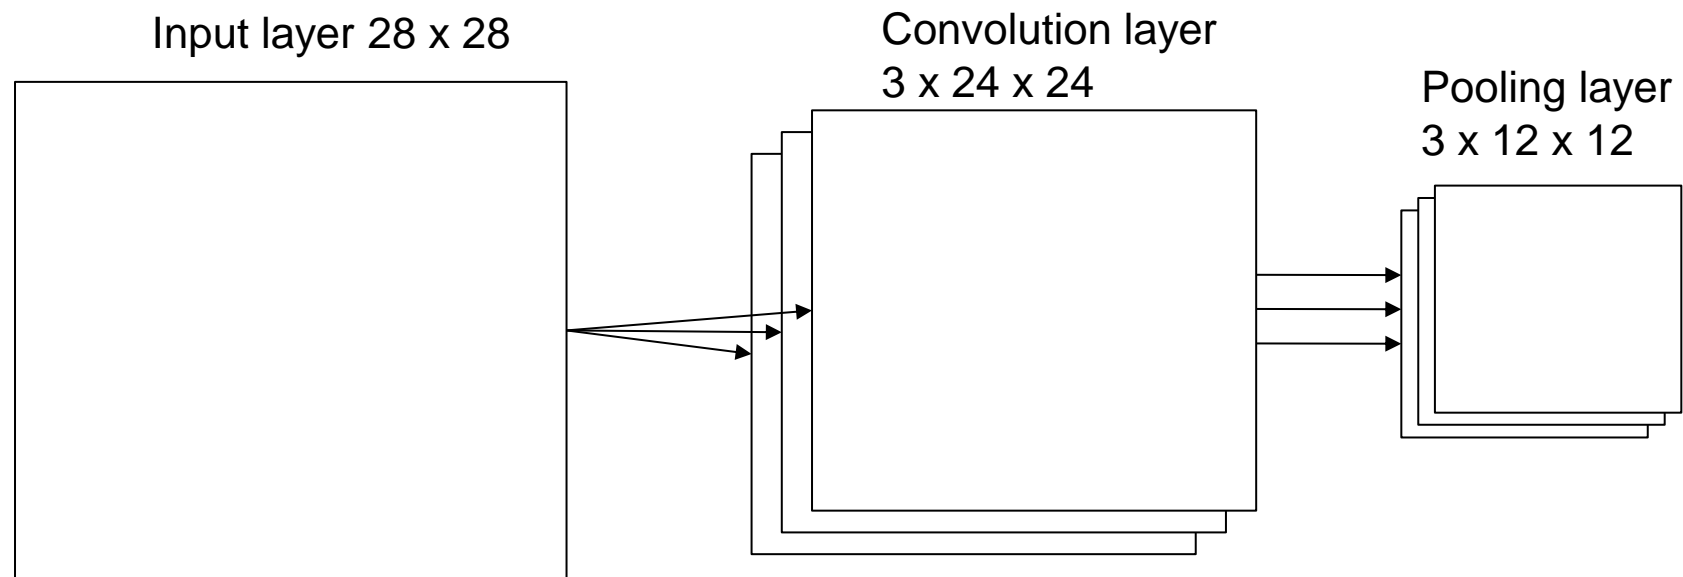 Input layer 28 x 28
Convolution layer
3 x 24 x 24
Pooling layer
3 x 12 x 12